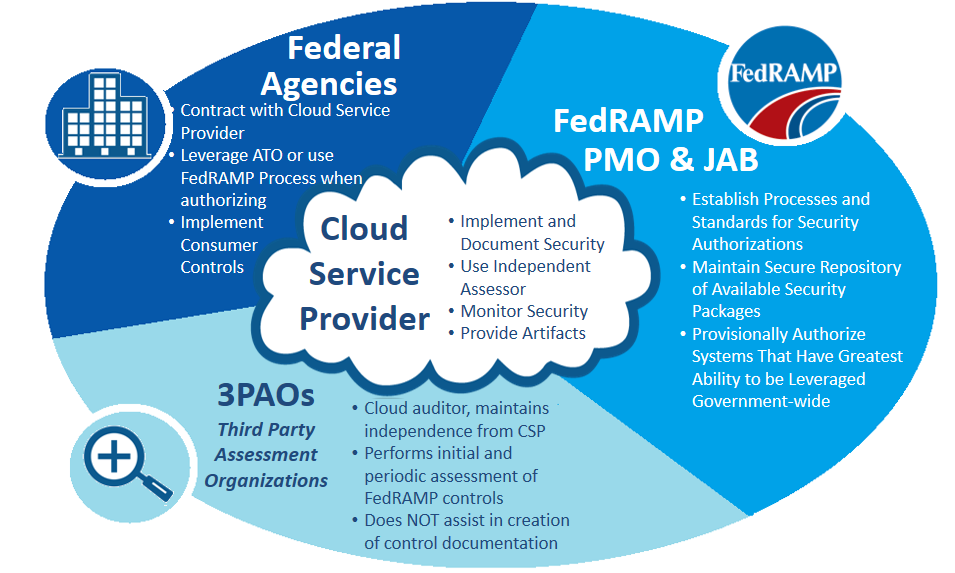 Federal
Agencies
• Contract with Cloud Service
Provider
• Leverage ATO or use
FedRAMP Process when
authorizing
• Implement
Consumer
Controls
FedRAMP
FedRAMP
PMO & JAB
• Establish Processes and
Standards for Security
Authorizations
• Maintain Secure Repository
of Available Security
Packages
• Provisionally Authorize
Systems That Have Greatest
Ability to be Leveraged
Government-wide
Cloud
Service
Provider
• Implement and
Document Security
• Use Independent
Assessor
• Monitor Security
• Provide Artifacts
3PAOs
Third Party
Assessment
Organizations
• Cloud auditor, maintains
independence from CSP
• Performs initial and
periodic assessment of
FedRAMP controls
• Does NOT assist in creation
of control documentation